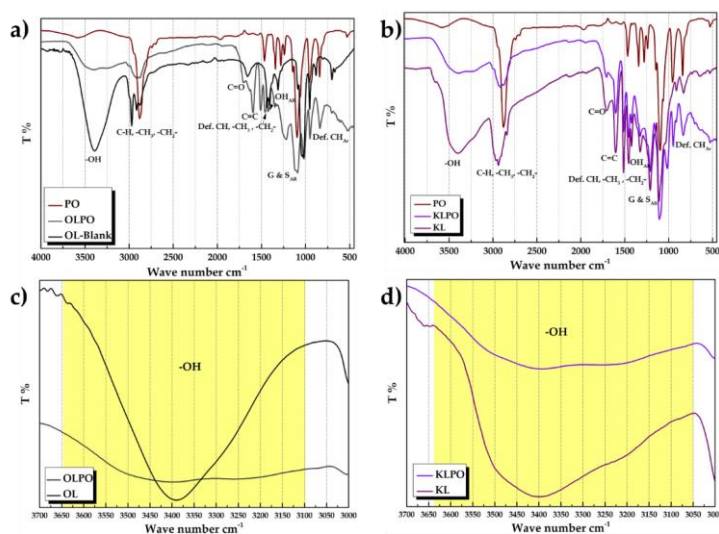 a)
T %
C=O
C=C
OH_AR
-OH
C-H, -CH3, -CH2-
Def. CH, -CH3, -CH2-
Def. CH_Ar
G & S_AR
PO
OLPO
OL-Blank
4000 3500 3000 2500 2000 1500 1000 500
Wave number cm-1
b)
T %
C=O
C=C
OH_AR
-OH
C-H, -CH3, -CH2-
Def. CH, -CH3, -CH2-
Def. CH_Ar
G & S_AR
PO
KLPO
KL
4000 3500 3000 2500 2000 1500 1000 500
Wave number cm-1
c)
T %
-OH
OLPO
OL
3700 3650 3600 3550 3500 3450 3400 3350 3300 3250 3200 3150 3100 3050 3000
Wave number cm-1
d)
T %
-OH
KLPO
KL
3700 3650 3600 3550 3500 3450 3400 3350 3300 3250 3200 3150 3100 3050 3000
Wave number cm-1